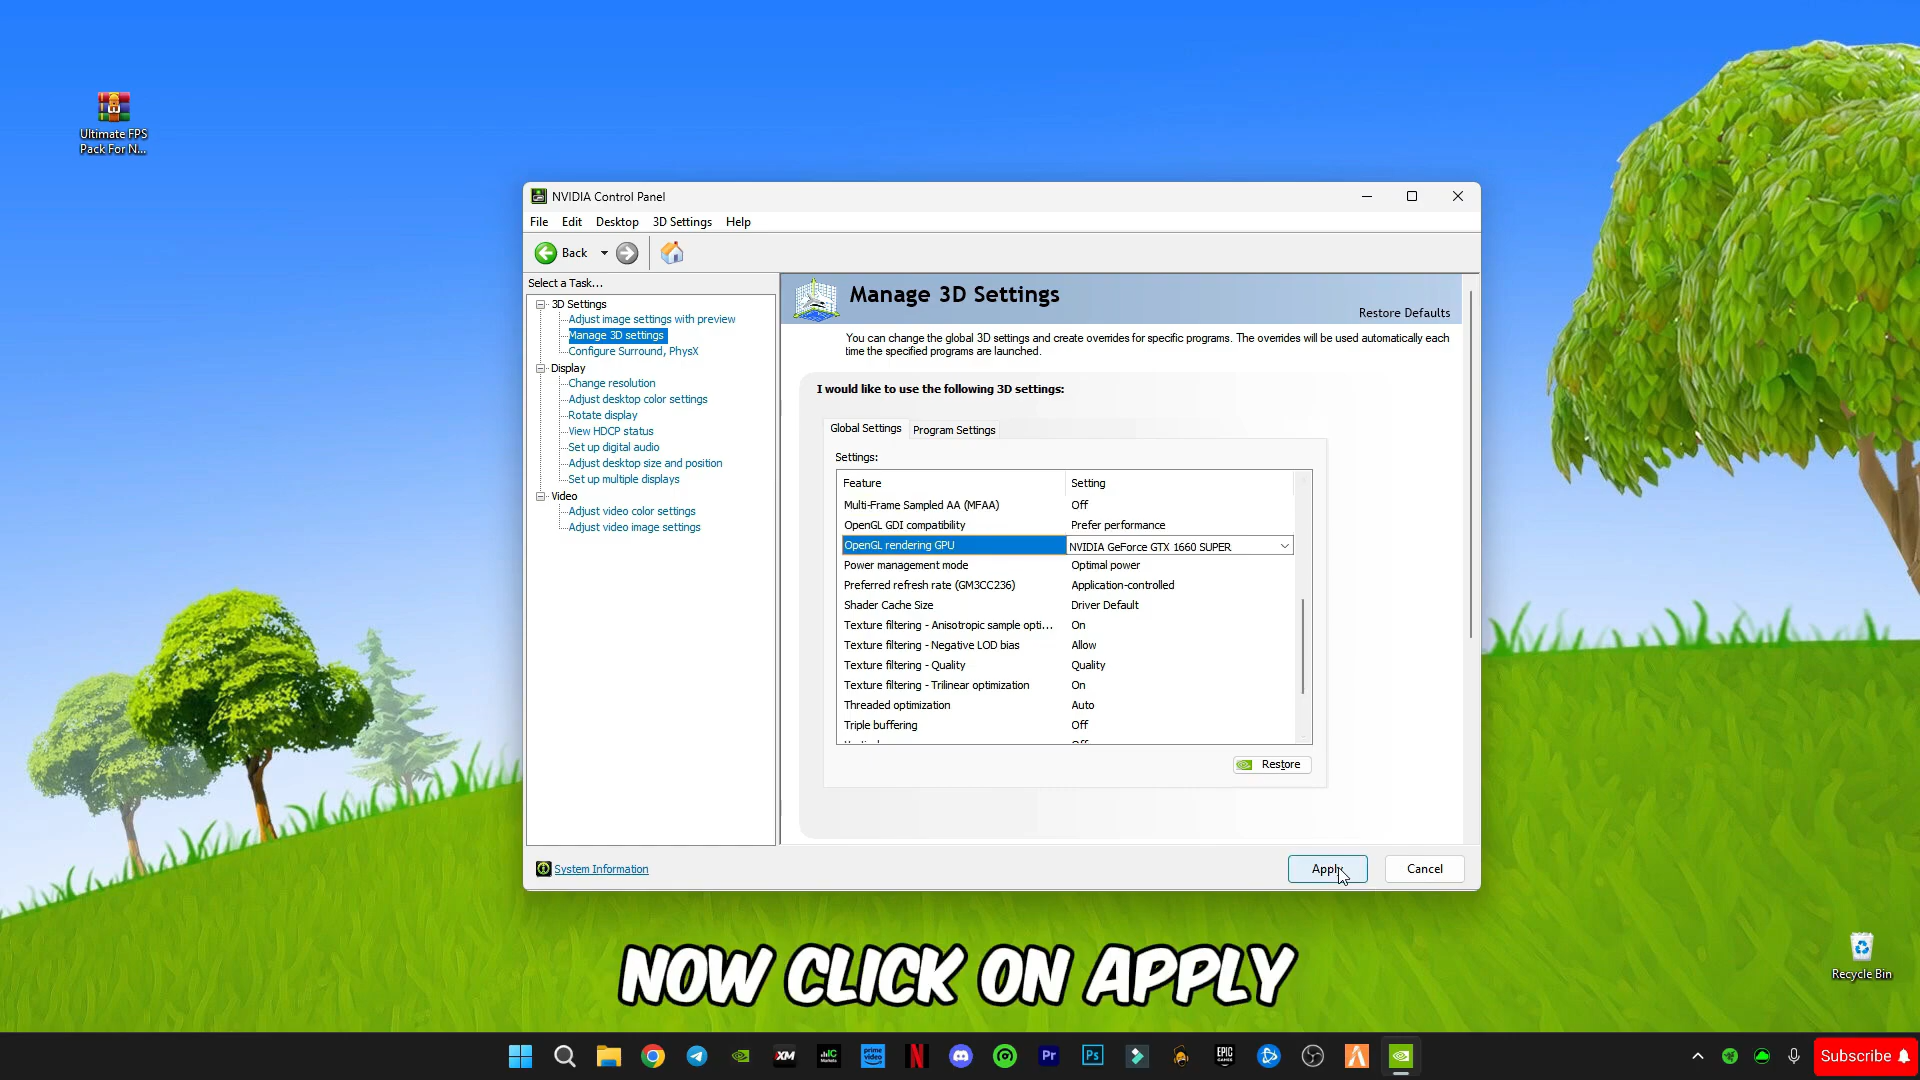 Ultimate FPS
Pack For N...
NVIDIA Control Panel
File Edit Desktop 3D Settings Help
Back
Select a Task...
3D Settings
Adjust image settings with preview
Manage 3D settings
Configure Surround, PhysX
Display
Change resolution
Adjust desktop color settings
Rotate display
View HDCP status
Set up digital audio
Adjust desktop size and position
Set up multiple displays
Video
Adjust video color settings
Adjust video image settings
Manage 3D Settings
Restore Defaults
You can change the global 3D settings and create overrides for specific programs. The overrides will be used automatically each
time the specified programs are launched.
I would like to use the following 3D settings:
Global Settings Program Settings
Settings:
Feature Setting
Multi-Frame Sampled AA (MFAA) Off
OpenGL GDI compatibility Prefer performance
OpenGL rendering GPU NVIDIA GeForce GTX 1660 SUPER
Power management mode Optimal power
Preferred refresh rate (GM3CC236) Application-controlled
Shader Cache Size Driver Default
Texture filtering - Anisotropic sample opti... On
Texture filtering - Negative LOD bias Allow
Texture filtering - Quality Quality
Texture filtering - Trilinear optimization On
Threaded optimization Auto
Triple buffering Off
Restore
System Information
Apply Cancel
NOW CLICK ON APPLY
Recycle Bin
XM IC Markets prime video N Pr Ps EPIC GAMES
Subscribe